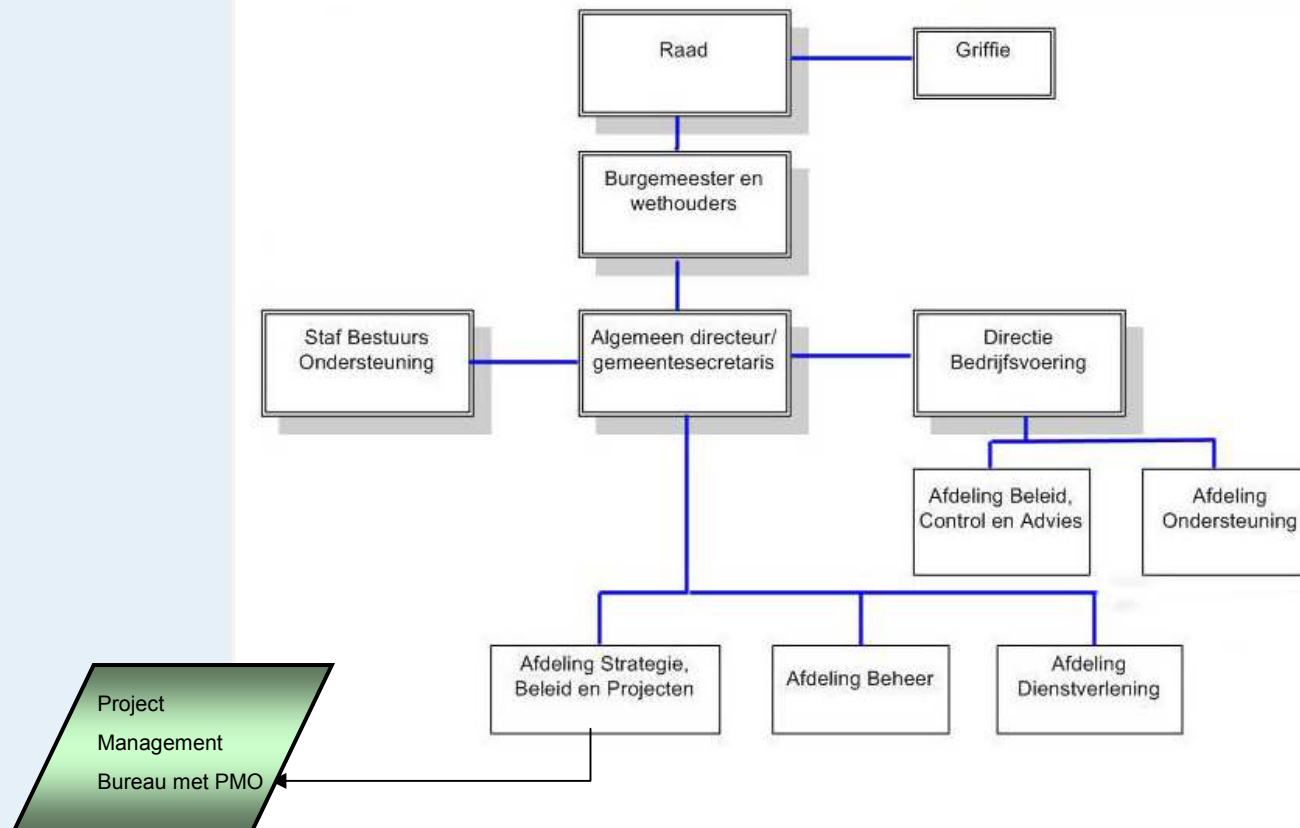 Raad
Griffie
Burgemeester en
wethouders
Staf Bestuurs
Ondersteuning
Algemeen directeur/
gemeentesecretaris
Directie
Bedrijfsvoering
Afdeling Beleid,
Control en Advies
Afdeling
Ondersteuning
Afdeling Strategie,
Beleid en Projecten
Afdeling Beheer
Afdeling
Dienstverlening
Project
Management
Bureau met PMO